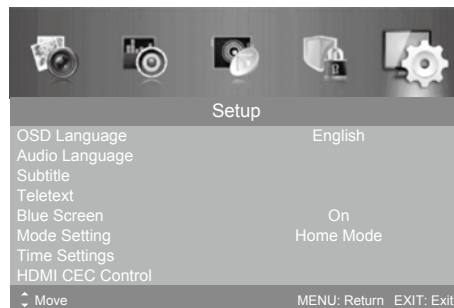 Setup
OSD Language English
Audio Language
Subtitle
Teletext
Blue Screen On
Mode Setting Home Mode
Time Settings
HDMI CEC Control
Move MENU: Return EXIT: Exit